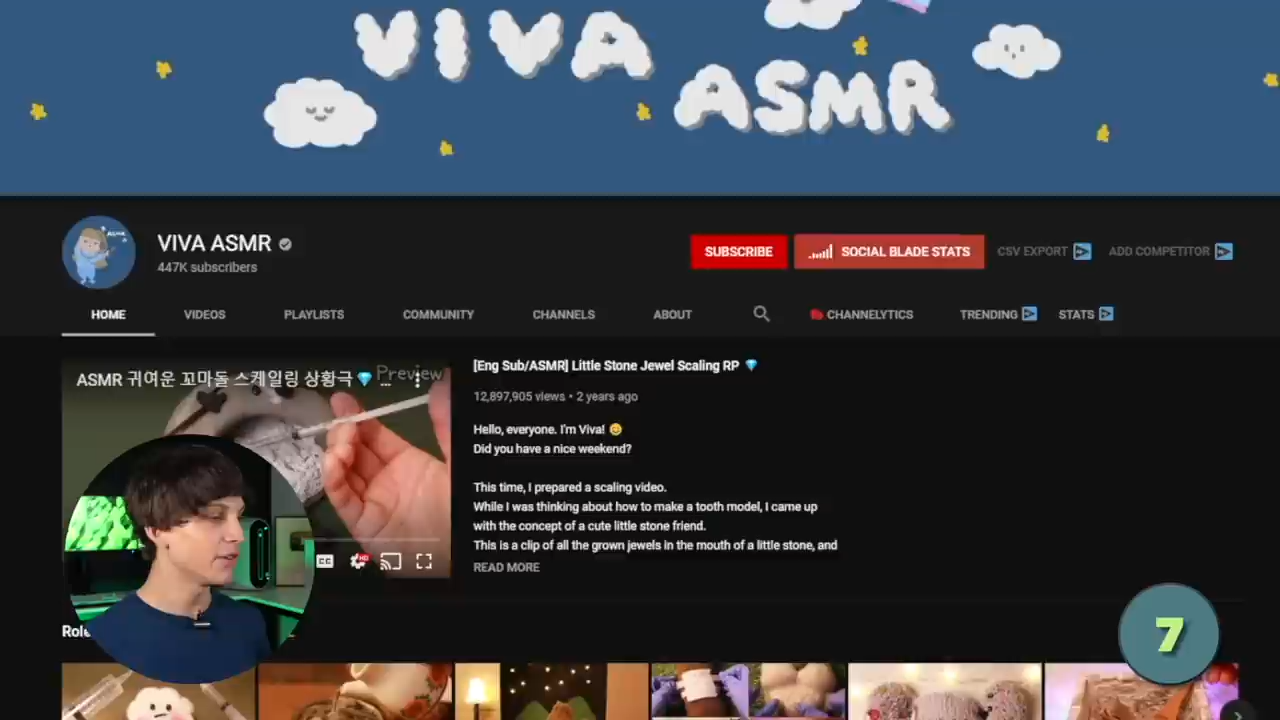 VIVA
ASMR
VIVA ASMR
447K subscribers
SUBSCRIBE
SOCIAL BLADE STATS
CSV EXPORT
ADD COMPETITOR
HOME
VIDEOS
PLAYLISTS
COMMUNITY
CHANNELS
ABOUT
CHANNELYTICS
TRENDING
STATS
ASMR 귀여운 꼬마돌 스케일링 상황극💎 ...
Preview
[Eng Sub/ASMR] Little Stone Jewel Scaling RP 💎
12,897,905 views • 2 years ago
Hello, everyone. I'm Viva! 😊
Did you have a nice weekend?
This time, I prepared a scaling video.
While I was thinking about how to make a tooth model, I came up
with the concept of a cute little stone friend.
This is a clip of all the grown jewels in the mouth of a little stone, and
READ MORE
CC
HD
7